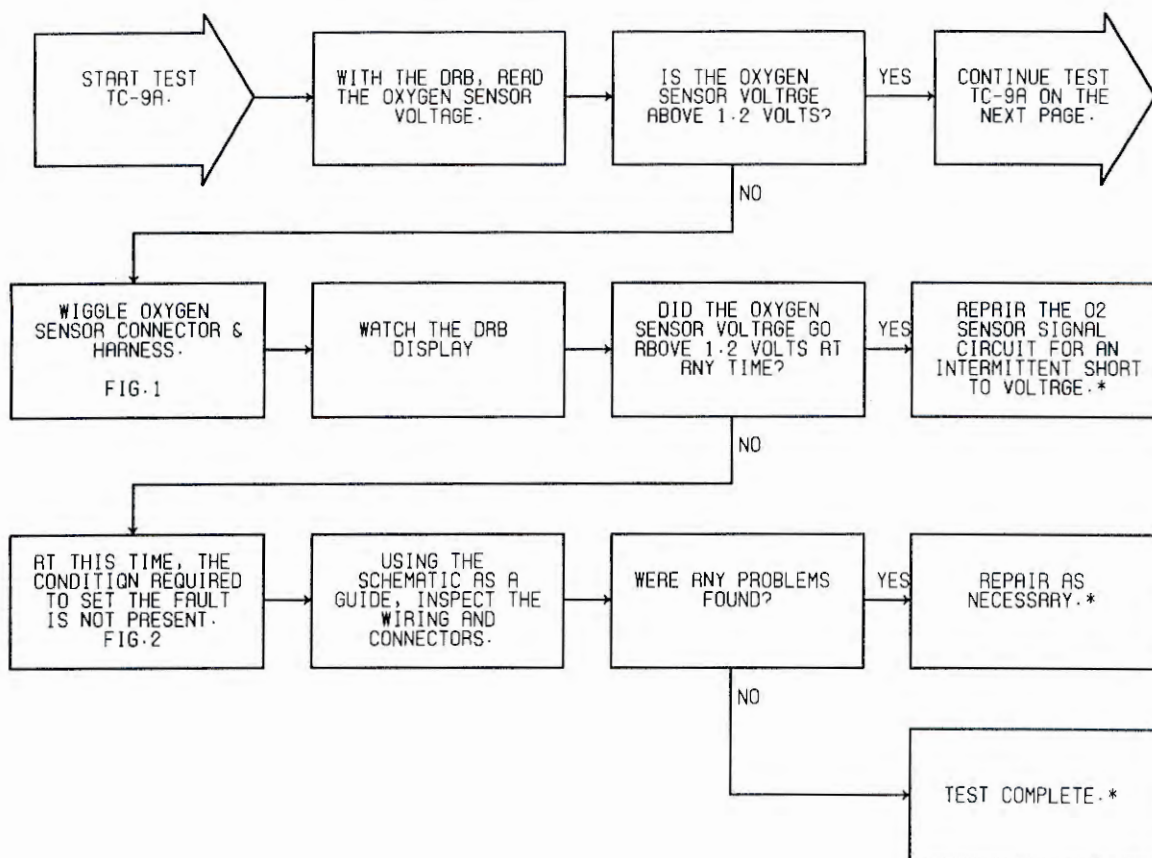 START TEST
TC-9A.
WITH THE DRB, READ
THE OXYGEN SENSOR
VOLTAGE.
IS THE OXYGEN
SENSOR VOLTAGE
ABOVE 1.2 VOLTS?
YES
CONTINUE TEST
TC-9A ON THE
NEXT PAGE.
NO
WIGGLE OXYGEN
SENSOR CONNECTOR &
HARNESS.
FIG.1
WATCH THE DRB
DISPLAY
DID THE OXYGEN
SENSOR VOLTAGE GO
ABOVE 1.2 VOLTS AT
ANY TIME?
YES
REPAIR THE O2
SENSOR SIGNAL
CIRCUIT FOR AN
INTERMITTENT SHORT
TO VOLTAGE.*
NO
AT THIS TIME, THE
CONDITION REQUIRED
TO SET THE FAULT
IS NOT PRESENT.
FIG.2
USING THE
SCHEMATIC AS A
GUIDE, INSPECT THE
WIRING AND
CONNECTORS.
WERE ANY PROBLEMS
FOUND?
YES
REPAIR AS
NECESSARY.*
NO
TEST COMPLETE.*